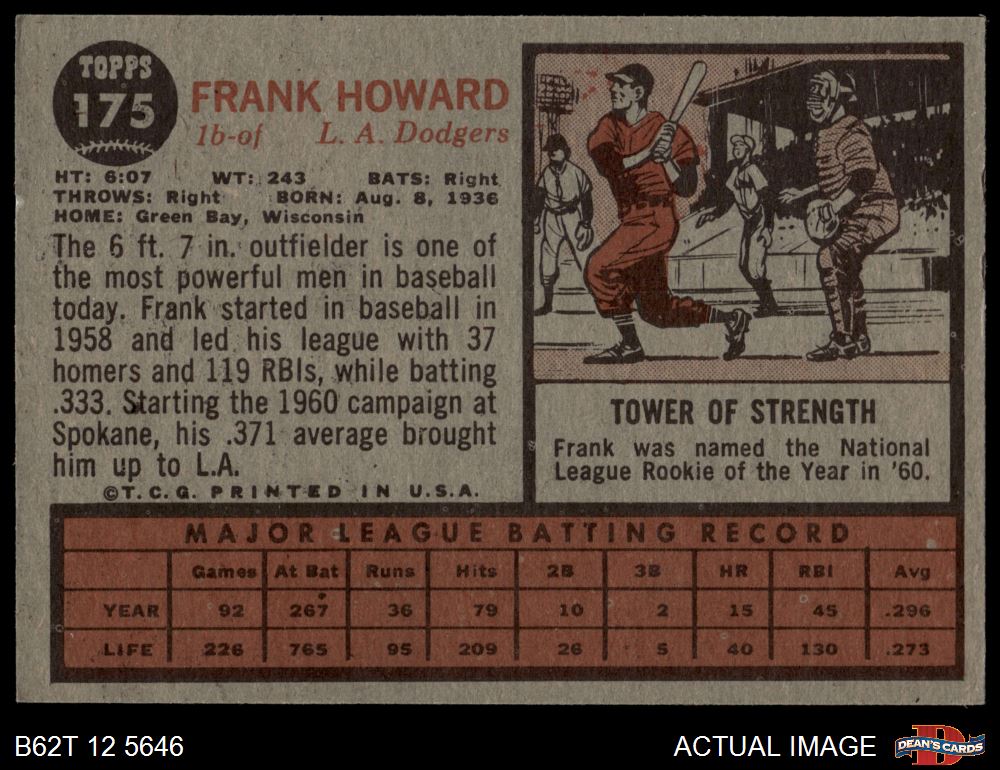 TOPPS
175
FRANK HOWARD
1b-of L. A. Dodgers
HT: 6:07 WT: 243 BATS: Right
THROWS: Right BORN: Aug. 8, 1936
HOME: Green Bay, Wisconsin
The 6 ft. 7 in. outfielder is one of
the most powerful men in baseball
today. Frank started in baseball in
1958 and led his league with 37
homers and 119 RBIs, while batting
.333. Starting the 1960 campaign at
Spokane, his .371 average brought
him up to L.A.
©T. C. G. PRINTED IN U.S.A.
TOWER OF STRENGTH
Frank was named the National
League Rookie of the Year in '60.
MAJOR LEAGUE BATTING RECORD
Games At Bat Runs Hits 2B 3B HR RBI Avg
YEAR 92 267 36 79 10 2 15 45 .296
LIFE 226 765 95 209 26 5 40 130 .273
B62T 12 5646
ACTUAL IMAGE
D
DEAN'S CARDS